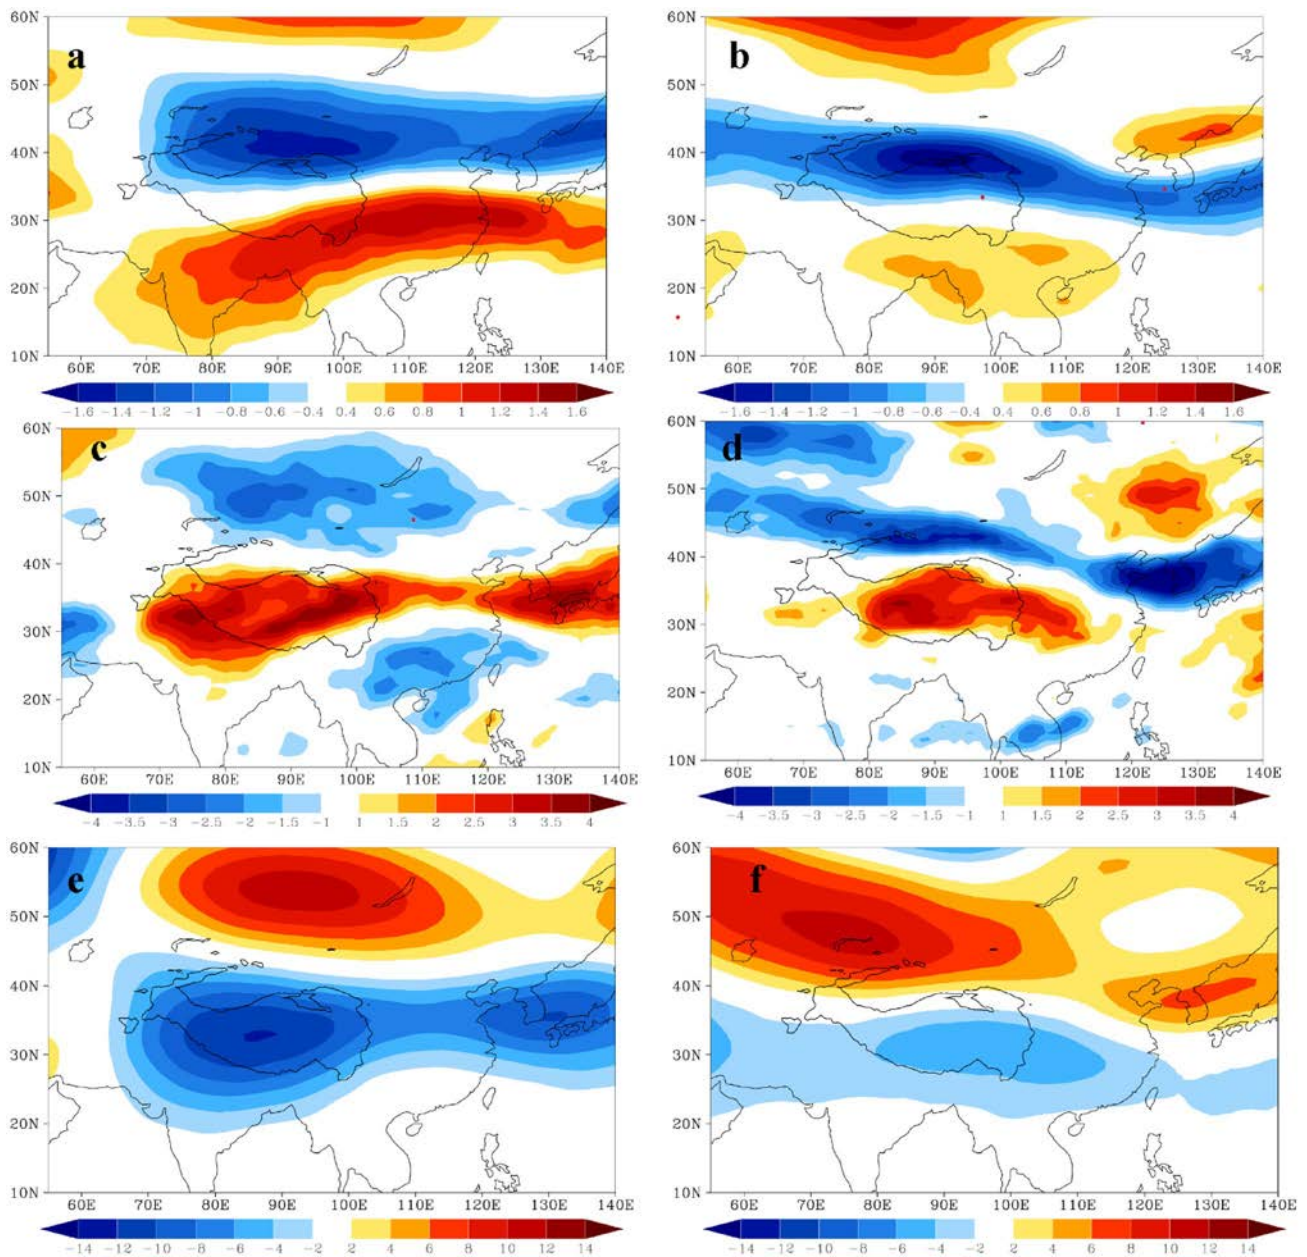 60N 60N
a b
50N 50N
40N 40N
30N 30N
20N 20N
10N 10N
60E 70E 80E 90E 100E 110E 120E 130E 140E 60E 70E 80E 90E 100E 110E 120E 130E 140E
-1.6 -1.4 -1.2 -1 -0.8 -0.6 -0.4 0.4 0.6 0.8 1 1.2 1.4 1.6 -1.6 -1.4 -1.2 -1 -0.8 -0.6 -0.4 0.4 0.6 0.8 1 1.2 1.4 1.6
60N 60N
c d
50N 50N
40N 40N
30N 30N
20N 20N
10N 10N
60E 70E 80E 90E 100E 110E 120E 130E 140E 60E 70E 80E 90E 100E 110E 120E 130E 140E
-4 -3.5 -3 -2.5 -2 -1.5 -1 1 1.5 2 2.5 3 3.5 4 -4 -3.5 -3 -2.5 -2 -1.5 -1 1 1.5 2 2.5 3 3.5 4
60N 60N
e f
50N 50N
40N 40N
30N 30N
20N 20N
10N 10N
60E 70E 80E 90E 100E 110E 120E 130E 140E 60E 70E 80E 90E 100E 110E 120E 130E 140E
-14 -12 -10 -8 -6 -4 -2 2 4 6 8 10 12 14 -14 -12 -10 -8 -6 -4 -2 2 4 6 8 10 12 14